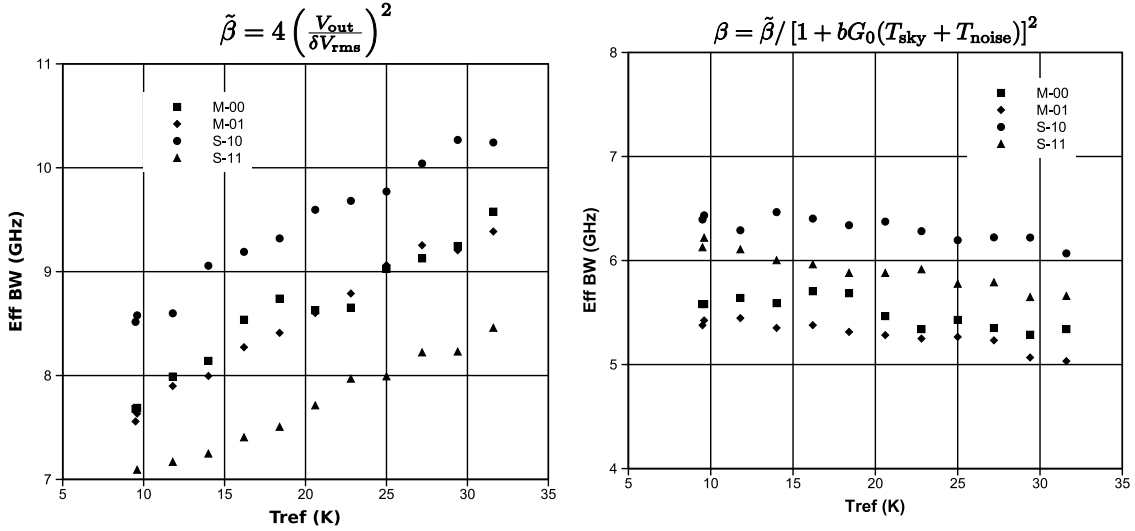 β̃ = 4 (V_out / δV_rms)²
11
10
9
8
7
5
10
15
20
25
30
35
Eff BW (GHz)
Tref (K)
M-00
M-01
S-10
S-11
β = β̃/ [1 + bG₀(T_sky + T_noise)]²
8
7
6
5
4
5
10
15
20
25
30
35
Eff BW (GHz)
Tref (K)
M-00
M-01
S-10
S-11